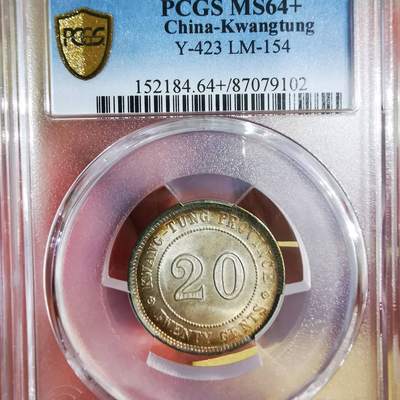 PCGS
PCGS MS64+
China-Kwangtung
Y-423 LM-154
152184.64+/87079102
KWANG-TUNG PROVINCE
20
TWENTY CENTS